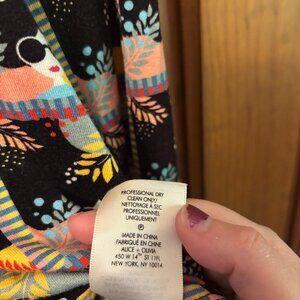 PROFESSIONAL DRY
CLEAN ONLY/
NETTOYAGE À SEC
PROFESSIONNEL
UNIQUEMENT
Ⓟ
MADE IN CHINA
FABRIQUÉ EN CHINE
ALICE + OLIVIA
450 W 14TH ST 11FL
NEW YORK, NY 10014